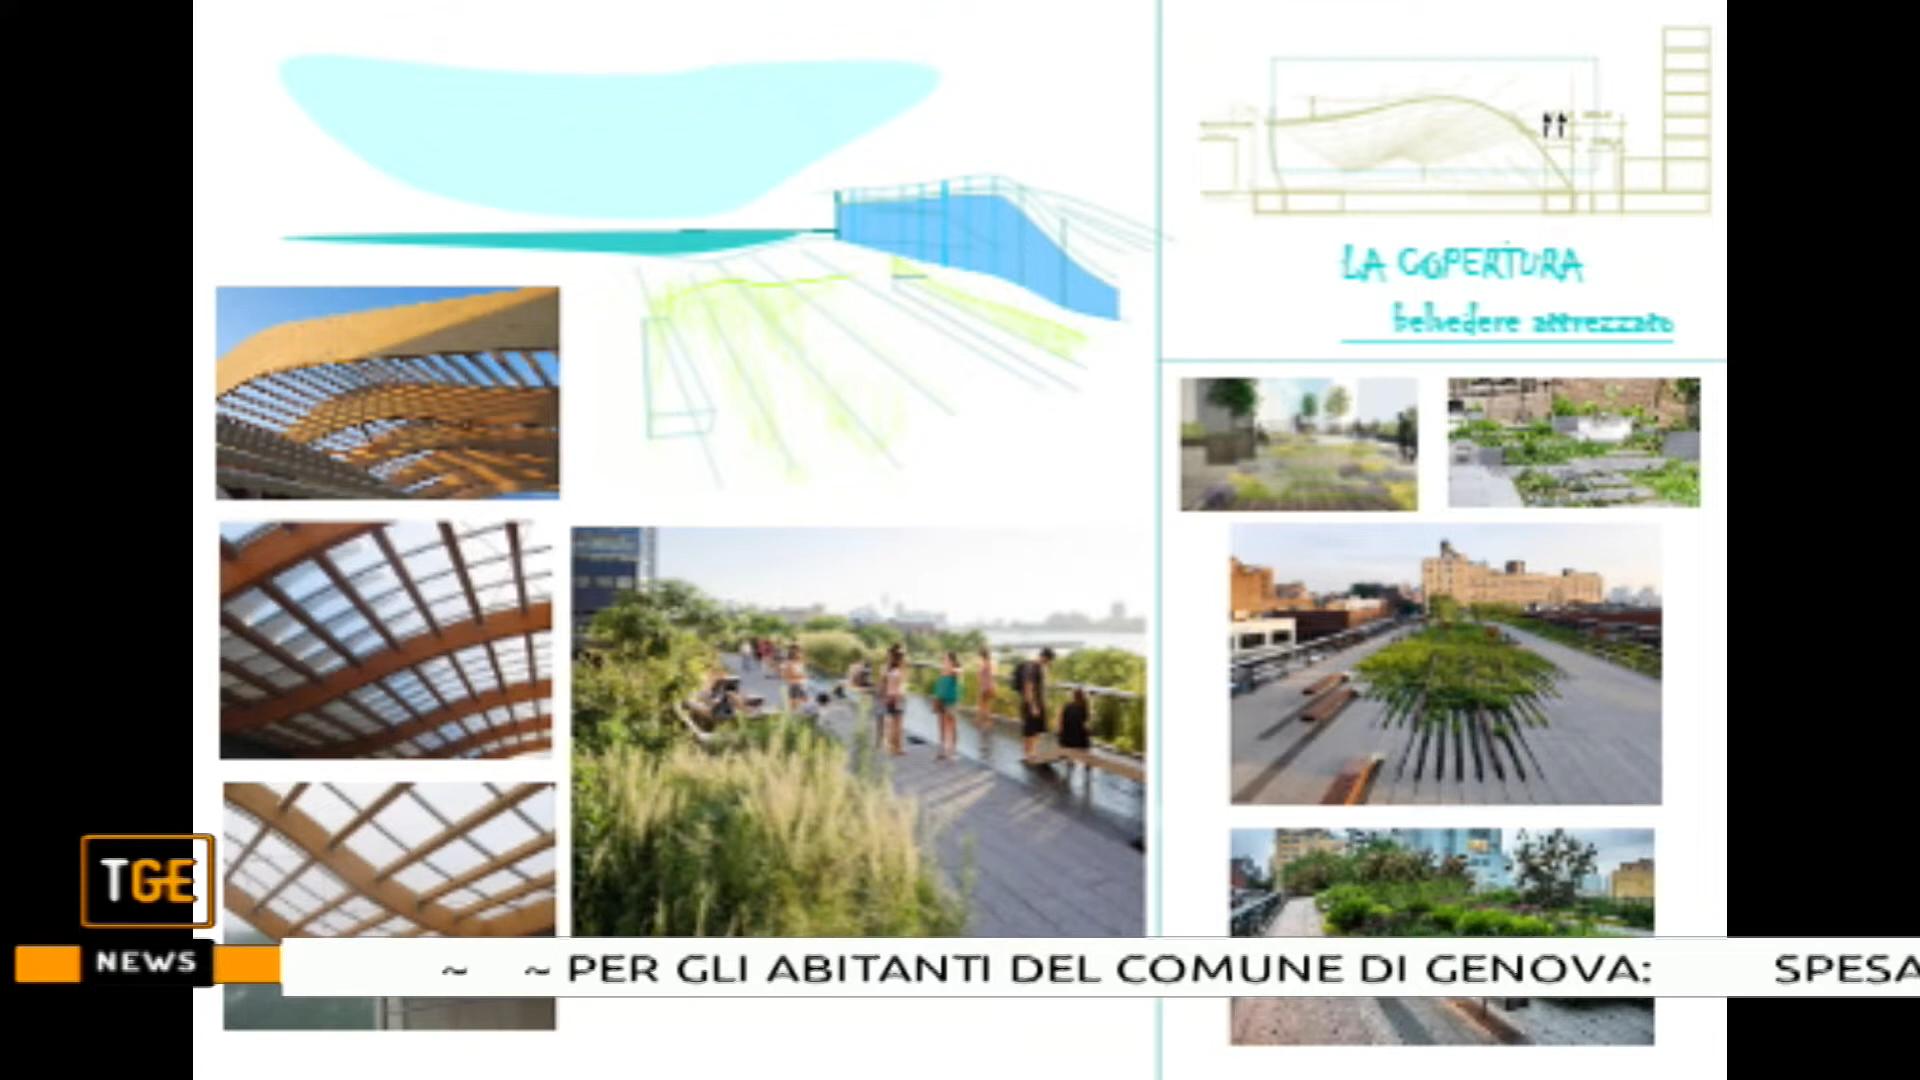 LA COPERTURA
belvedere attrezzato
TGE
NEWS
~ ~ PER GLI ABITANTI DEL COMUNE DI GENOVA: SPESA